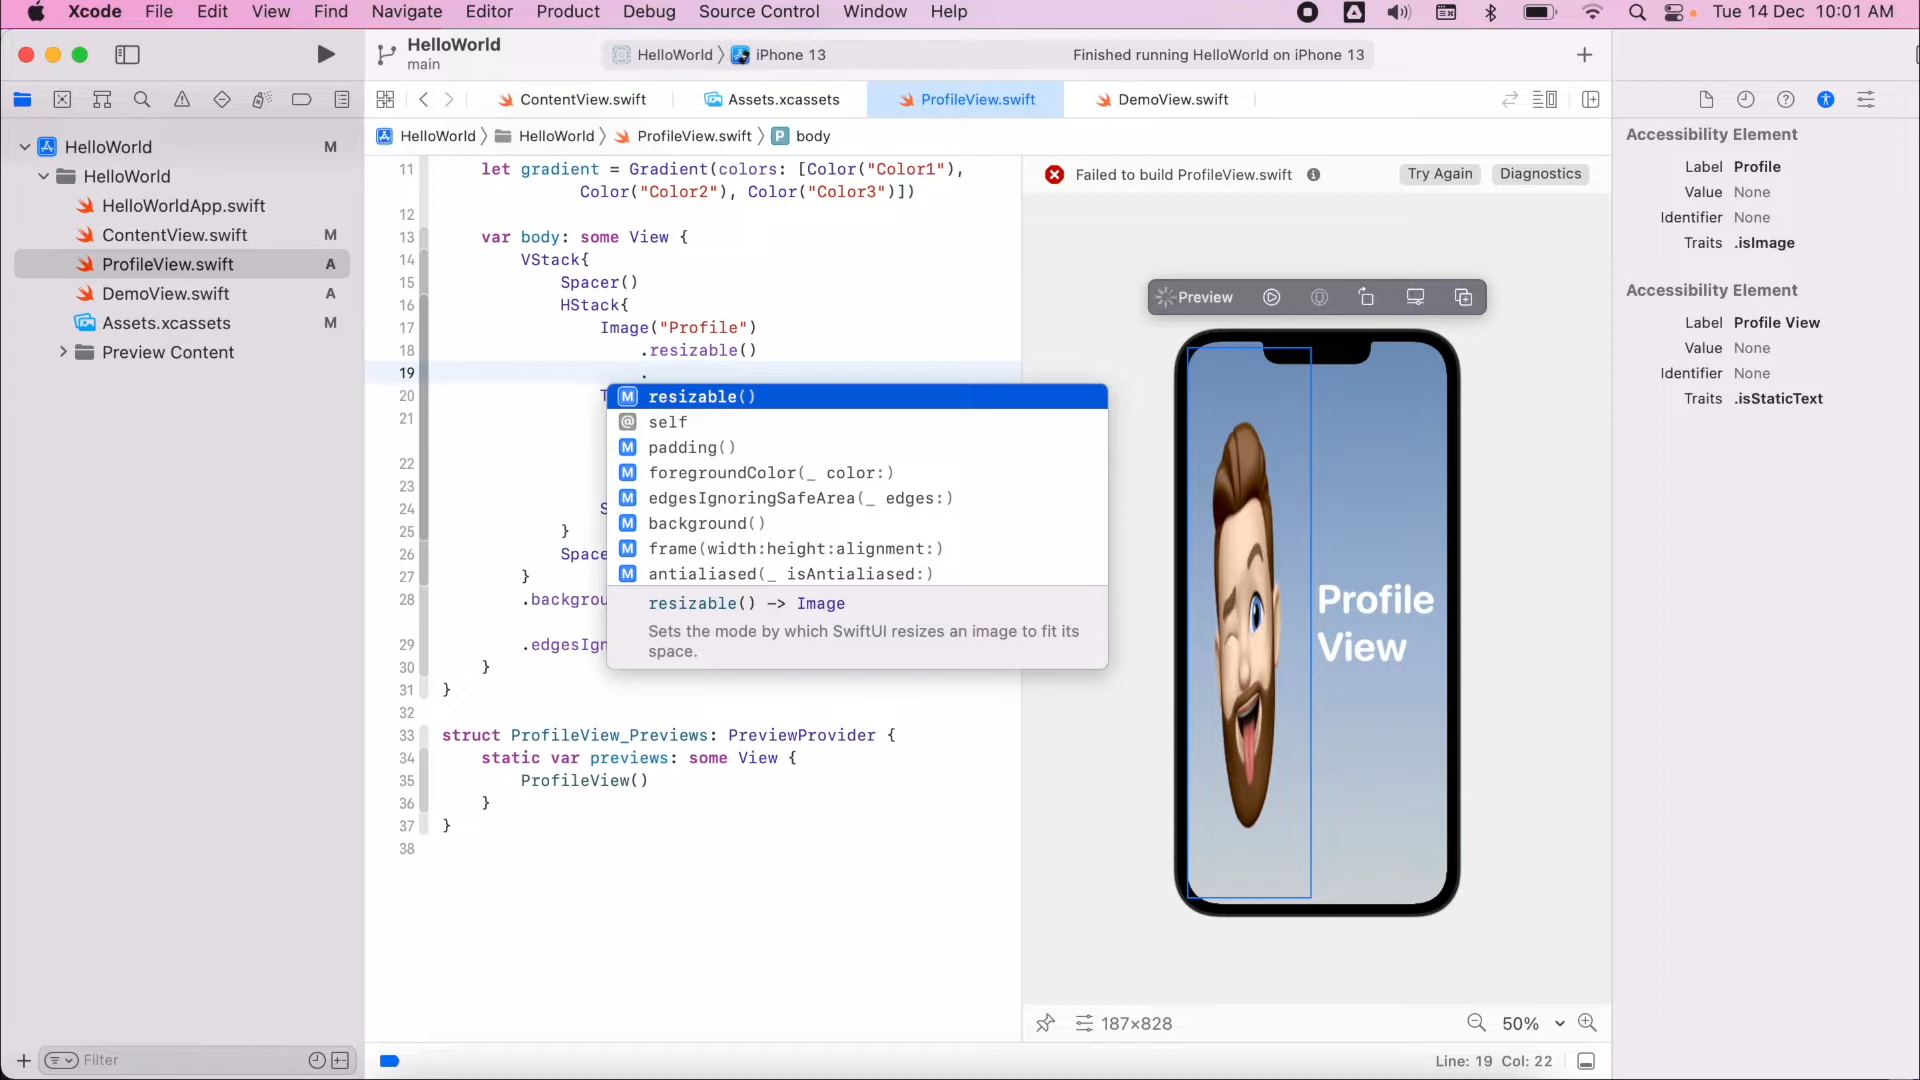 Xcode File Edit View Find Navigate Editor Product Debug Source Control Window Help Tue 14 Dec 10:01 AM
HelloWorld
main
HelloWorld iPhone 13
Finished running HelloWorld on iPhone 13
ContentView.swift
Assets.xcassets
ProfileView.swift
DemoView.swift
HelloWorld HelloWorld ProfileView.swift P body
HelloWorld M
HelloWorld
HelloWorldApp.swift
ContentView.swift M
ProfileView.swift A
DemoView.swift A
Assets.xcassets M
Preview Content
Filter
11 let gradient = Gradient(colors: [Color("Color1"),
Color("Color2"), Color("Color3")])
12
13 var body: some View {
14 VStack{
15 Spacer()
16 HStack{
17 Image("Profile")
18 .resizable()
19 .
20 T
21
22
23
24 S
25 }
26 Space
27 }
28 .backgrou
29 .edgesIgn
30 }
31 }
32
33 struct ProfileView_Previews: PreviewProvider {
34 static var previews: some View {
35 ProfileView()
36 }
37 }
38
M resizable()
@ self
M padding()
M foregroundColor(_ color:)
M edgesIgnoringSafeArea(_ edges:)
M background()
M frame(width:height:alignment:)
M antialiased(_ isAntialiased:)
resizable() -> Image
Sets the mode by which SwiftUI resizes an image to fit its
space.
Failed to build ProfileView.swift
Try Again
Diagnostics
Preview
Profile
View
187×828
50%
Line: 19 Col: 22
Accessibility Element
Label Profile
Value None
Identifier None
Traits .isImage
Accessibility Element
Label Profile View
Value None
Identifier None
Traits .isStaticText